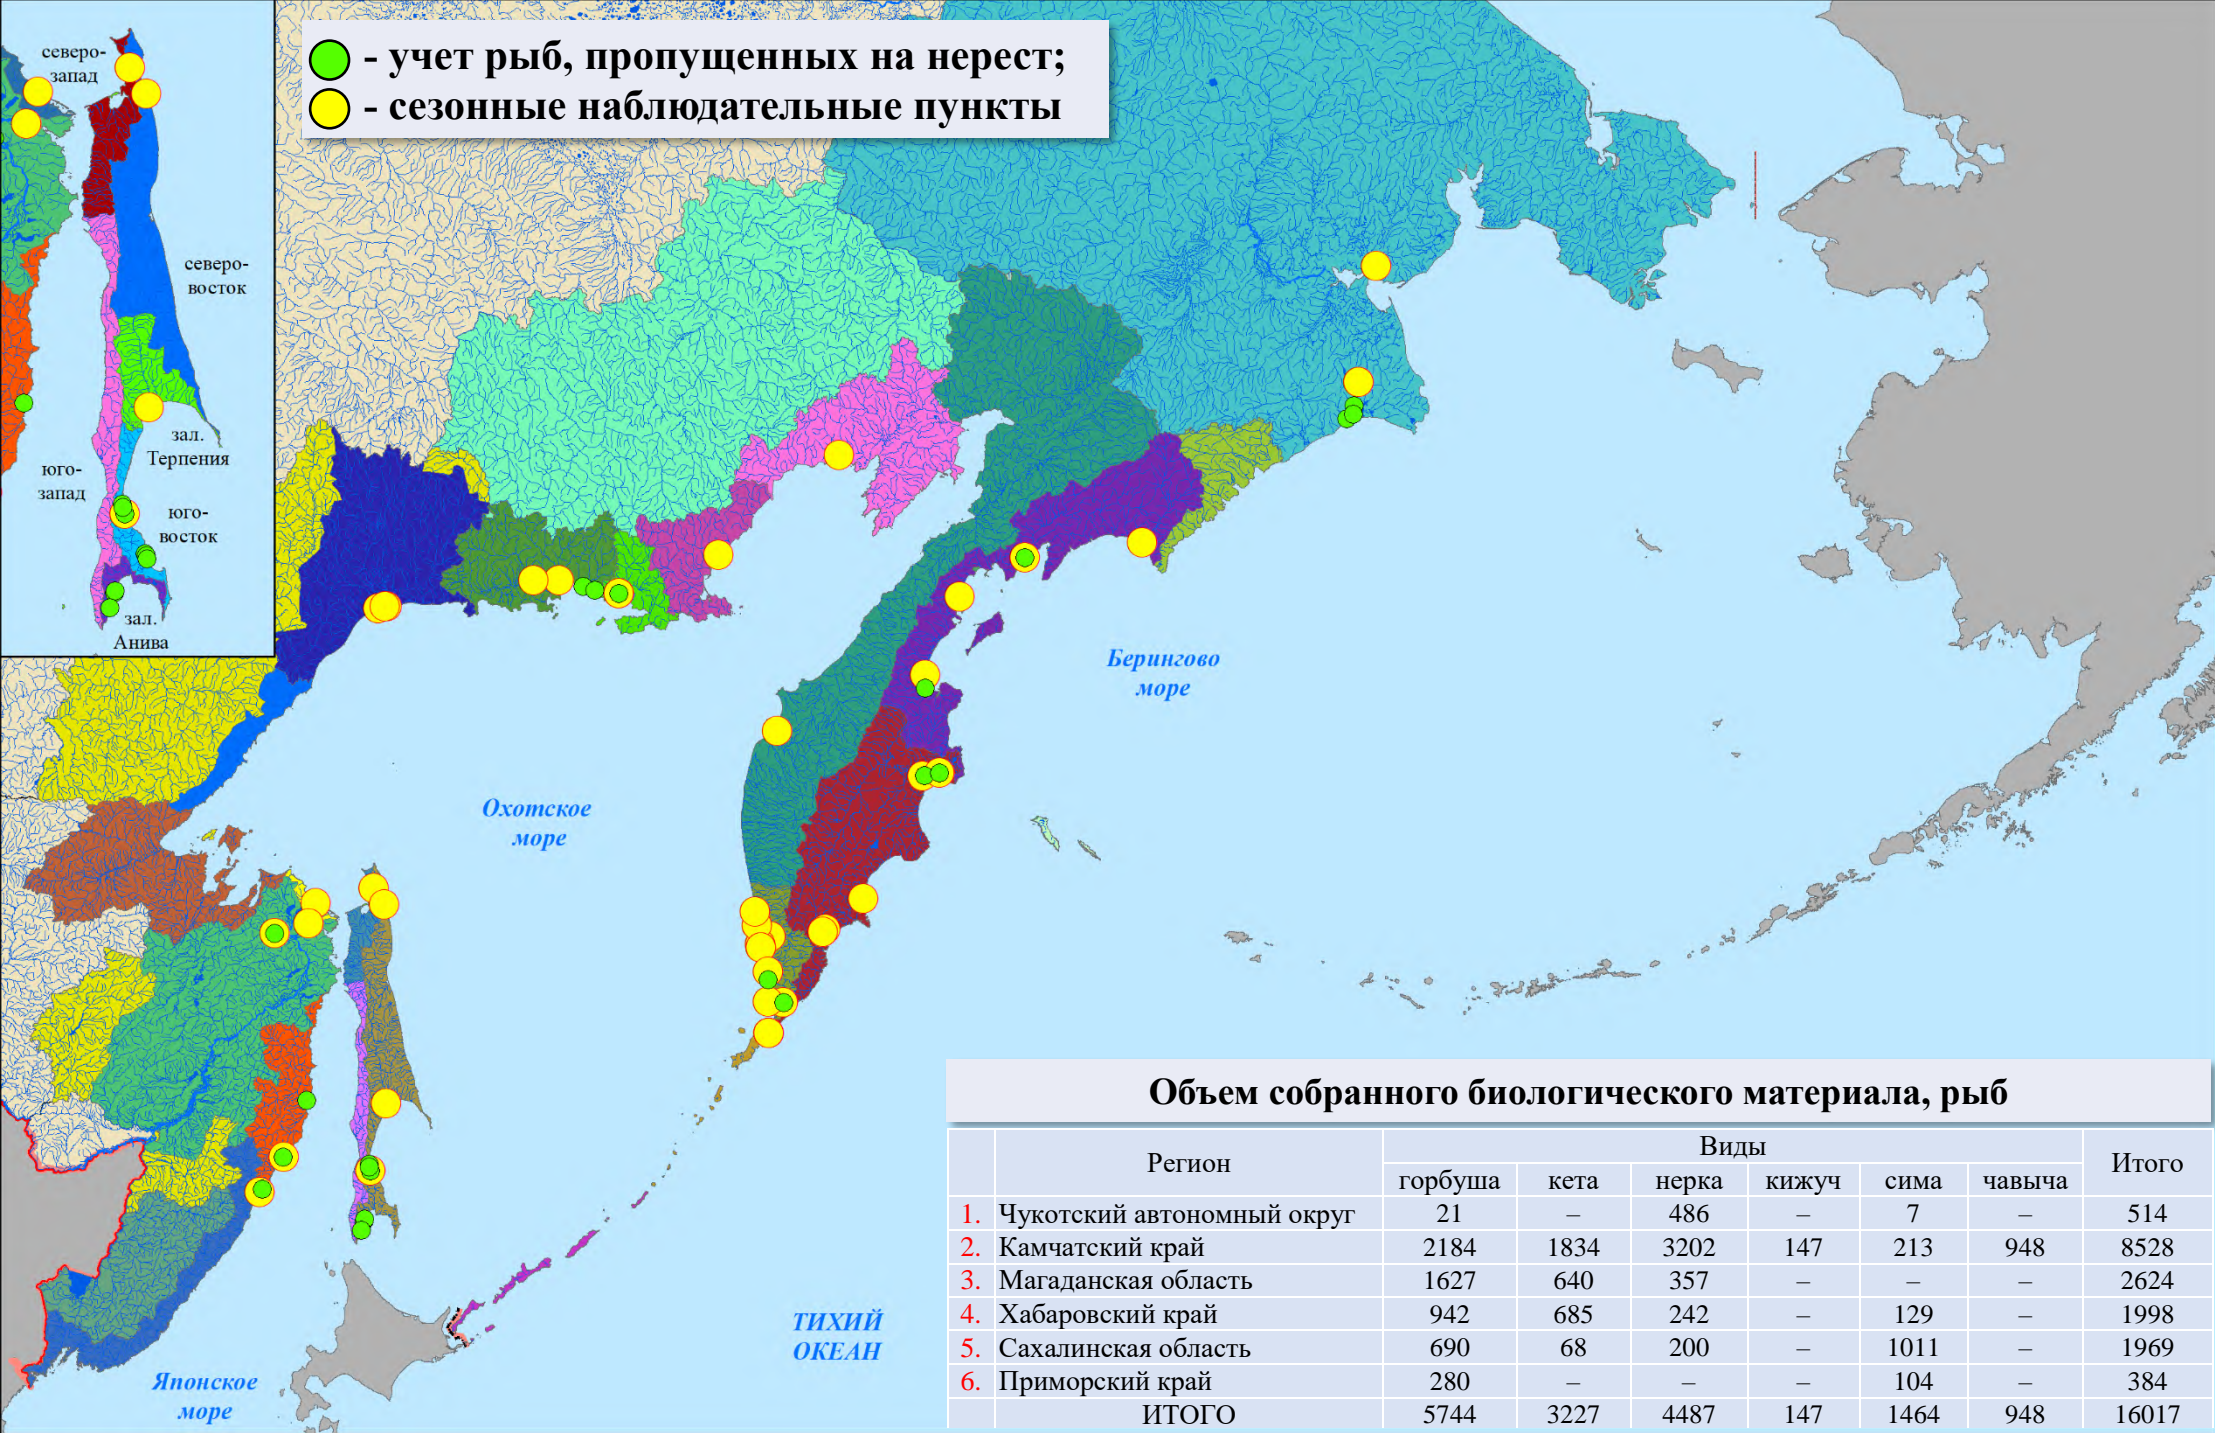 - учет рыб, пропущенных на нерест;
- сезонные наблюдательные пункты
северо-
запад
северо-
восток
зал.
Терпения
юго-
запад
юго-
восток
зал.
Анива
Берингово
море
Охотское
море
ТИХИЙ
ОКЕАН
Японское
море
Объем собранного биологического материала, рыб
Регион Виды Итого
горбуша кета нерка кижуч сима чавыча
1. Чукотский автономный округ 21 – 486 – 7 – 514
2. Камчатский край 2184 1834 3202 147 213 948 8528
3. Магаданская область 1627 640 357 – – – 2624
4. Хабаровский край 942 685 242 – 129 – 1998
5. Сахалинская область 690 68 200 – 1011 – 1969
6. Приморский край 280 – – – 104 – 384
ИТОГО 5744 3227 4487 147 1464 948 16017